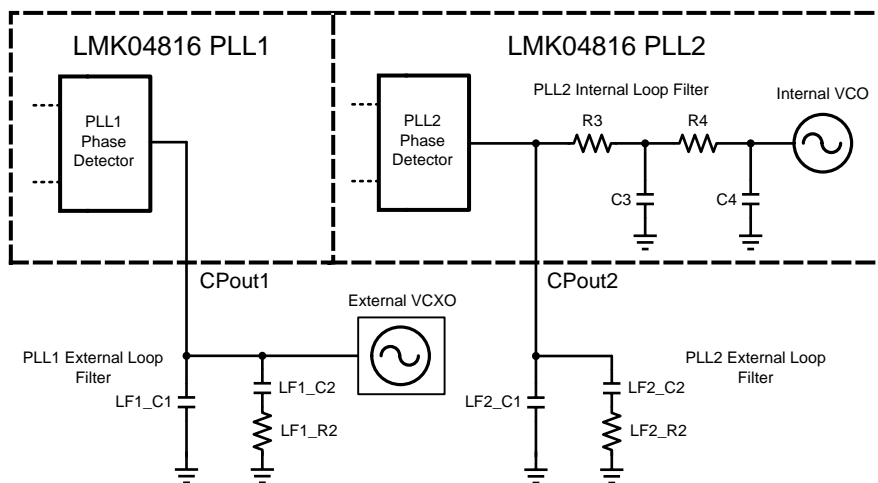 LMK04816 PLL1
LMK04816 PLL2
PLL1
Phase
Detector
PLL2
Phase
Detector
PLL2 Internal Loop Filter
Internal VCO
R3
R4
C3
C4
CPout1
CPout2
External VCXO
PLL1 External Loop
Filter
LF1_C1
LF1_C2
LF1_R2
LF2_C1
LF2_C2
LF2_R2
PLL2 External Loop
Filter